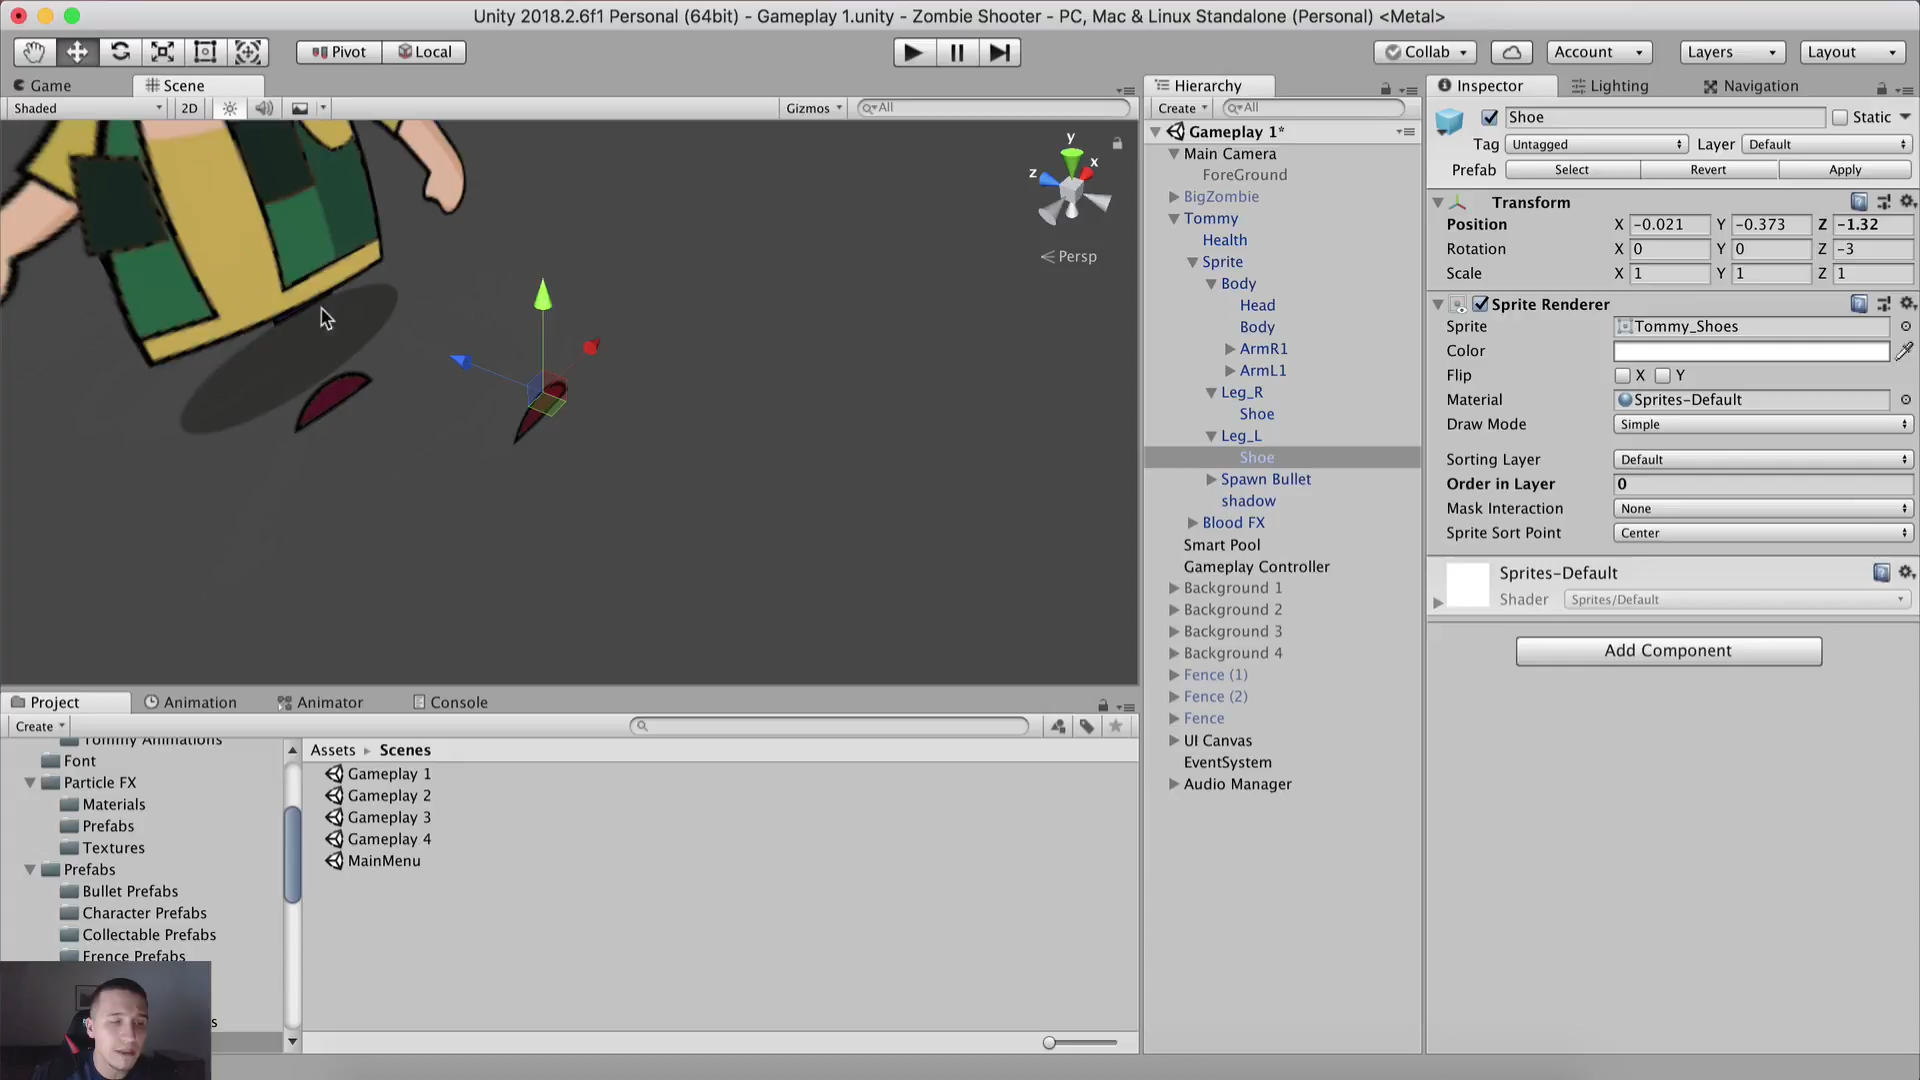 Unity 2018.2.6f1 Personal (64bit) - Gameplay 1.unity - Zombie Shooter - PC, Mac & Linux Standalone (Personal) <Metal>
Pivot Local Collab Account Layers Layout
Game Scene
Shaded 2D Gizmos All
y
x
z
Persp
Hierarchy
Create All
Gameplay 1*
Main Camera
ForeGround
BigZombie
Tommy
Health
Sprite
Body
Head
Body
ArmR1
ArmL1
Leg_R
Shoe
Leg_L
Shoe
Spawn Bullet
shadow
Blood FX
Smart Pool
Gameplay Controller
Background 1
Background 2
Background 3
Background 4
Fence (1)
Fence (2)
Fence
UI Canvas
EventSystem
Audio Manager
Inspector Lighting Navigation
Shoe Static
Tag Untagged Layer Default
Prefab Select Revert Apply
Transform
Position X -0.021 Y -0.373 Z -1.32
Rotation X 0 Y 0 Z -3
Scale X 1 Y 1 Z 1
Sprite Renderer
Sprite Tommy_Shoes
Color
Flip X Y
Material Sprites-Default
Draw Mode Simple
Sorting Layer Default
Order in Layer 0
Mask Interaction None
Sprite Sort Point Center
Sprites-Default
Shader Sprites/Default
Add Component
Project Animation Animator Console
Create
Tommy Animations
Font
Particle FX
Materials
Prefabs
Textures
Prefabs
Bullet Prefabs
Character Prefabs
Collectable Prefabs
Frence Prefabs
Assets Scenes
Gameplay 1
Gameplay 2
Gameplay 3
Gameplay 4
MainMenu